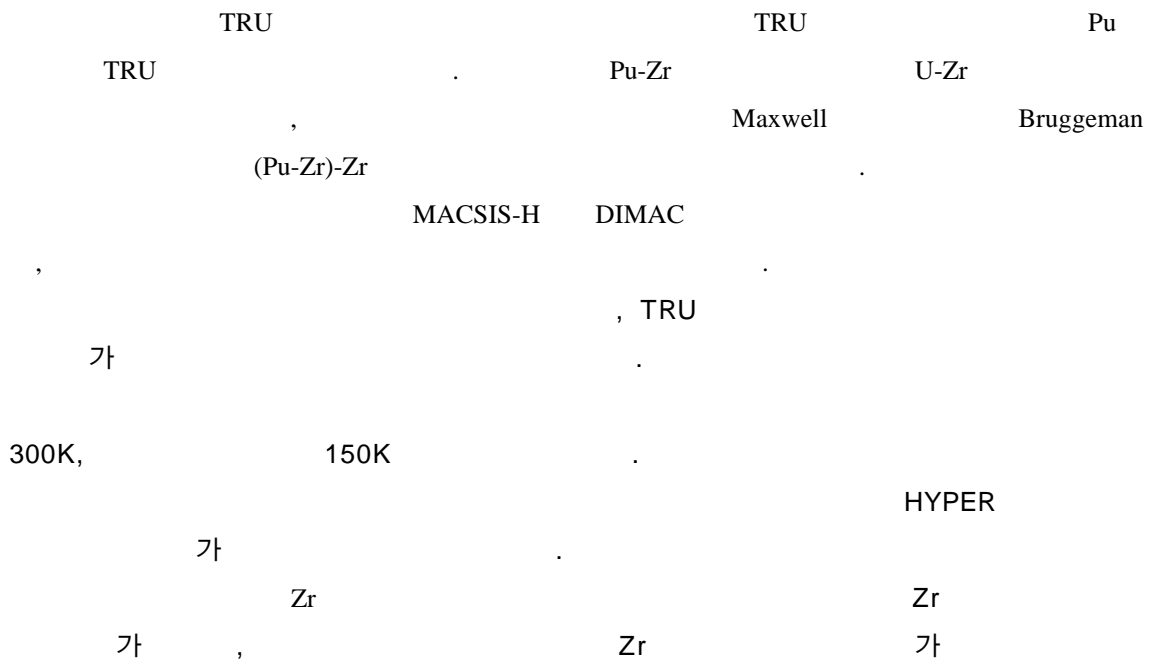 TRU TRU Pu
TRU . Pu-Zr U-Zr
, Maxwell Bruggeman
(Pu-Zr)-Zr .
MACSIS-H DIMAC
, .
, TRU
가 .
300K, 150K .
HYPER
가 .
Zr Zr
가 , Zr 가